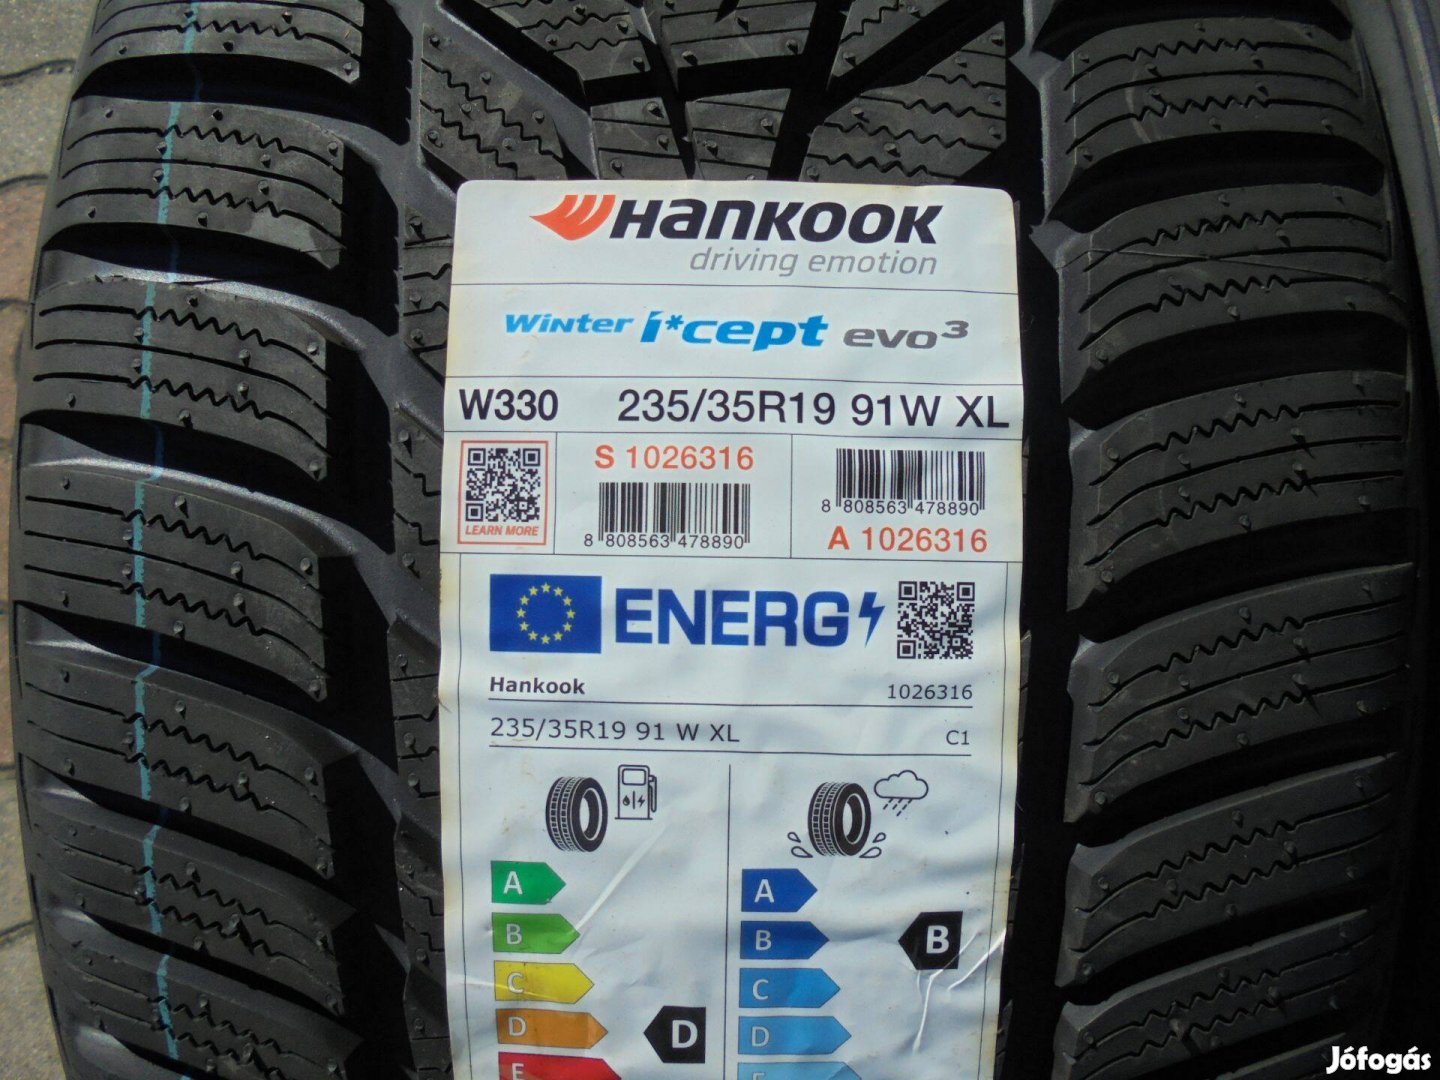 HANKOOK
driving emotion
Winter i*cept evo3
W330 235/35R19 91W XL
S 1026316
8 808563 478890
LEARN MORE
8 808563 478890
A 1026316
ENERG
Hankook 1026316
235/35R19 91 W XL C1
A
B
C
D
E
D
A
B
C
D
E
B
Jófogás